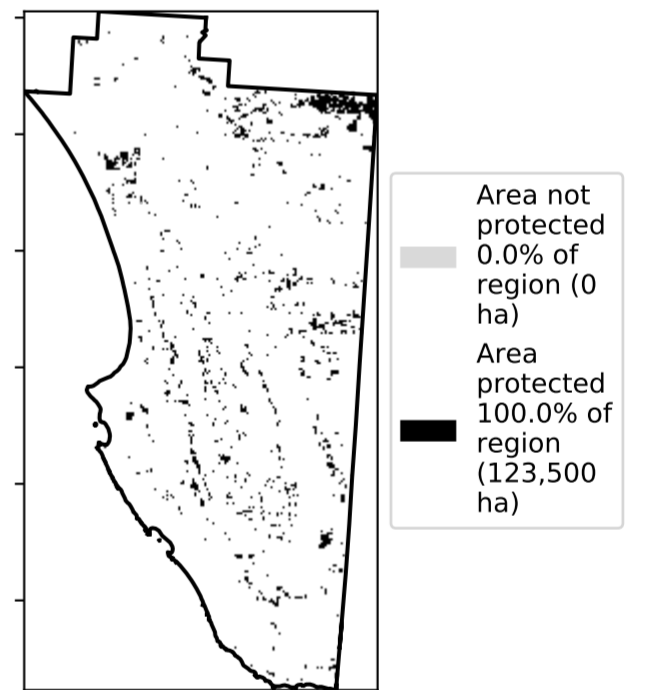 Area not
protected
0.0% of
region (0
ha)
Area
protected
100.0% of
region
(123,500
ha)